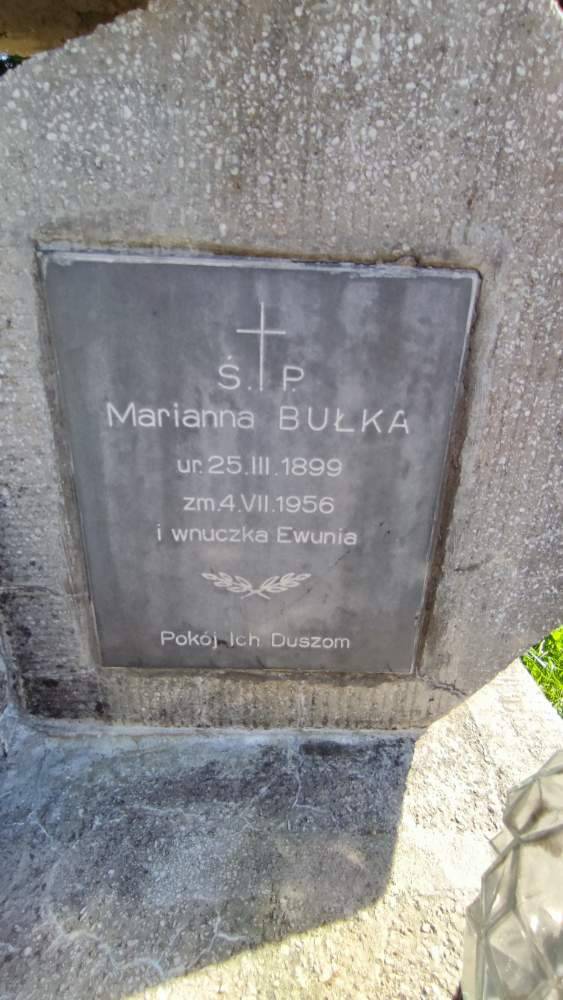 Ś. P.
Marianna BUŁKA
ur. 25.III.1899
zm. 4.VII.1956
i wnuczka Ewunia
Pokój Ich Duszom